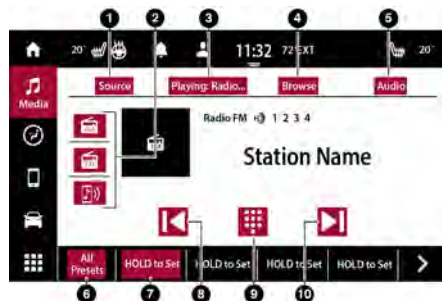 1 2 3 4 5
20° 11:32 72° EXT 20°
Media
Source Playing: Radio... Browse Audio
Radio FM 1 2 3 4
Station Name
All Presets HOLD to Set HOLD to Set HOLD to Set HOLD to Set
6 7 8 9 10